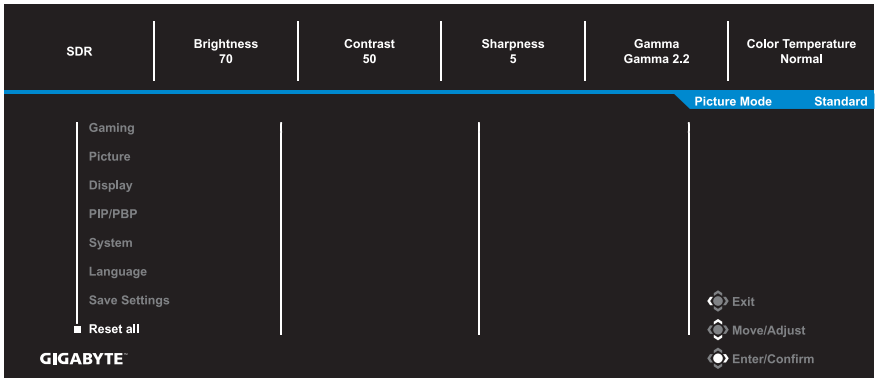 SDR
Brightness
70
Contrast
50
Sharpness
5
Gamma
Gamma 2.2
Color Temperature
Normal
Picture Mode Standard
Gaming
Picture
Display
PIP/PBP
System
Language
Save Settings
Reset all
Exit
Move/Adjust
Enter/Confirm
GIGABYTE™